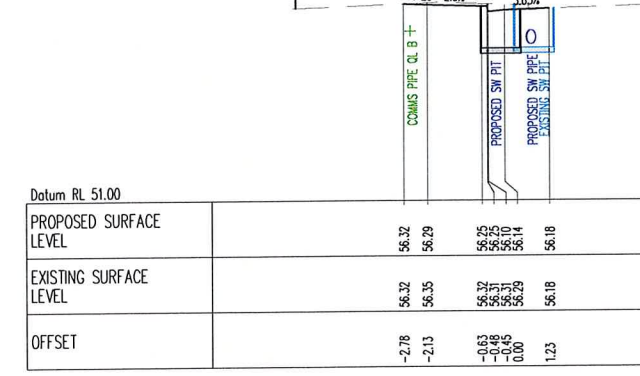 COMMS PIPE QL B
PROPOSED SW PIT
PROPOSED SW PIPE
EXISTING SW PIT
Datum RL 51.00
PROPOSED SURFACE
LEVEL
56.32 56.29 56.25 56.25 56.10 56.14 56.18
EXISTING SURFACE
LEVEL
56.32 56.35 56.32 56.31 56.31 56.29 56.18
OFFSET
-2.78 -2.13 -0.63 -0.48 -0.45 0.00 1.23